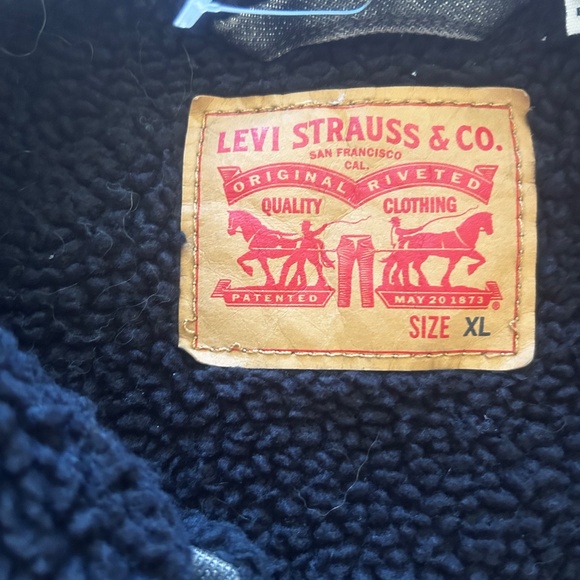 LEVI STRAUSS & CO.
SAN FRANCISCO
CAL.
ORIGINAL RIVETED
QUALITY CLOTHING
PATENTED MAY 20 1873
®
SIZE XL